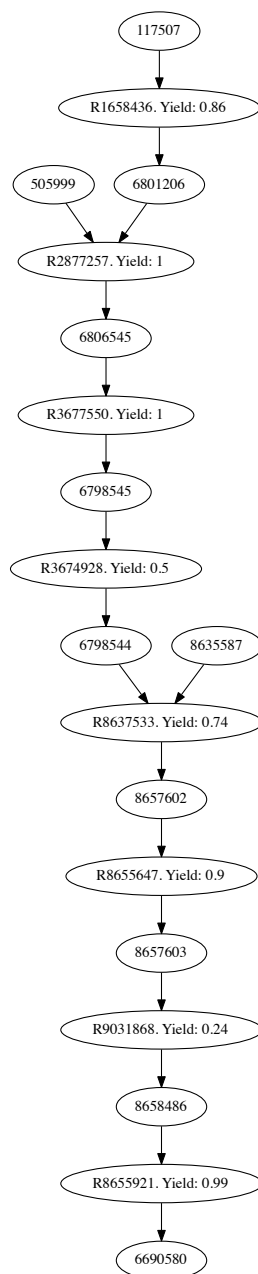 117507
R1658436. Yield: 0.86
505999
6801206
R2877257. Yield: 1
6806545
R3677550. Yield: 1
6798545
R3674928. Yield: 0.5
6798544
8635587
R8637533. Yield: 0.74
8657602
R8655647. Yield: 0.9
8657603
R9031868. Yield: 0.24
8658486
R8655921. Yield: 0.99
6690580